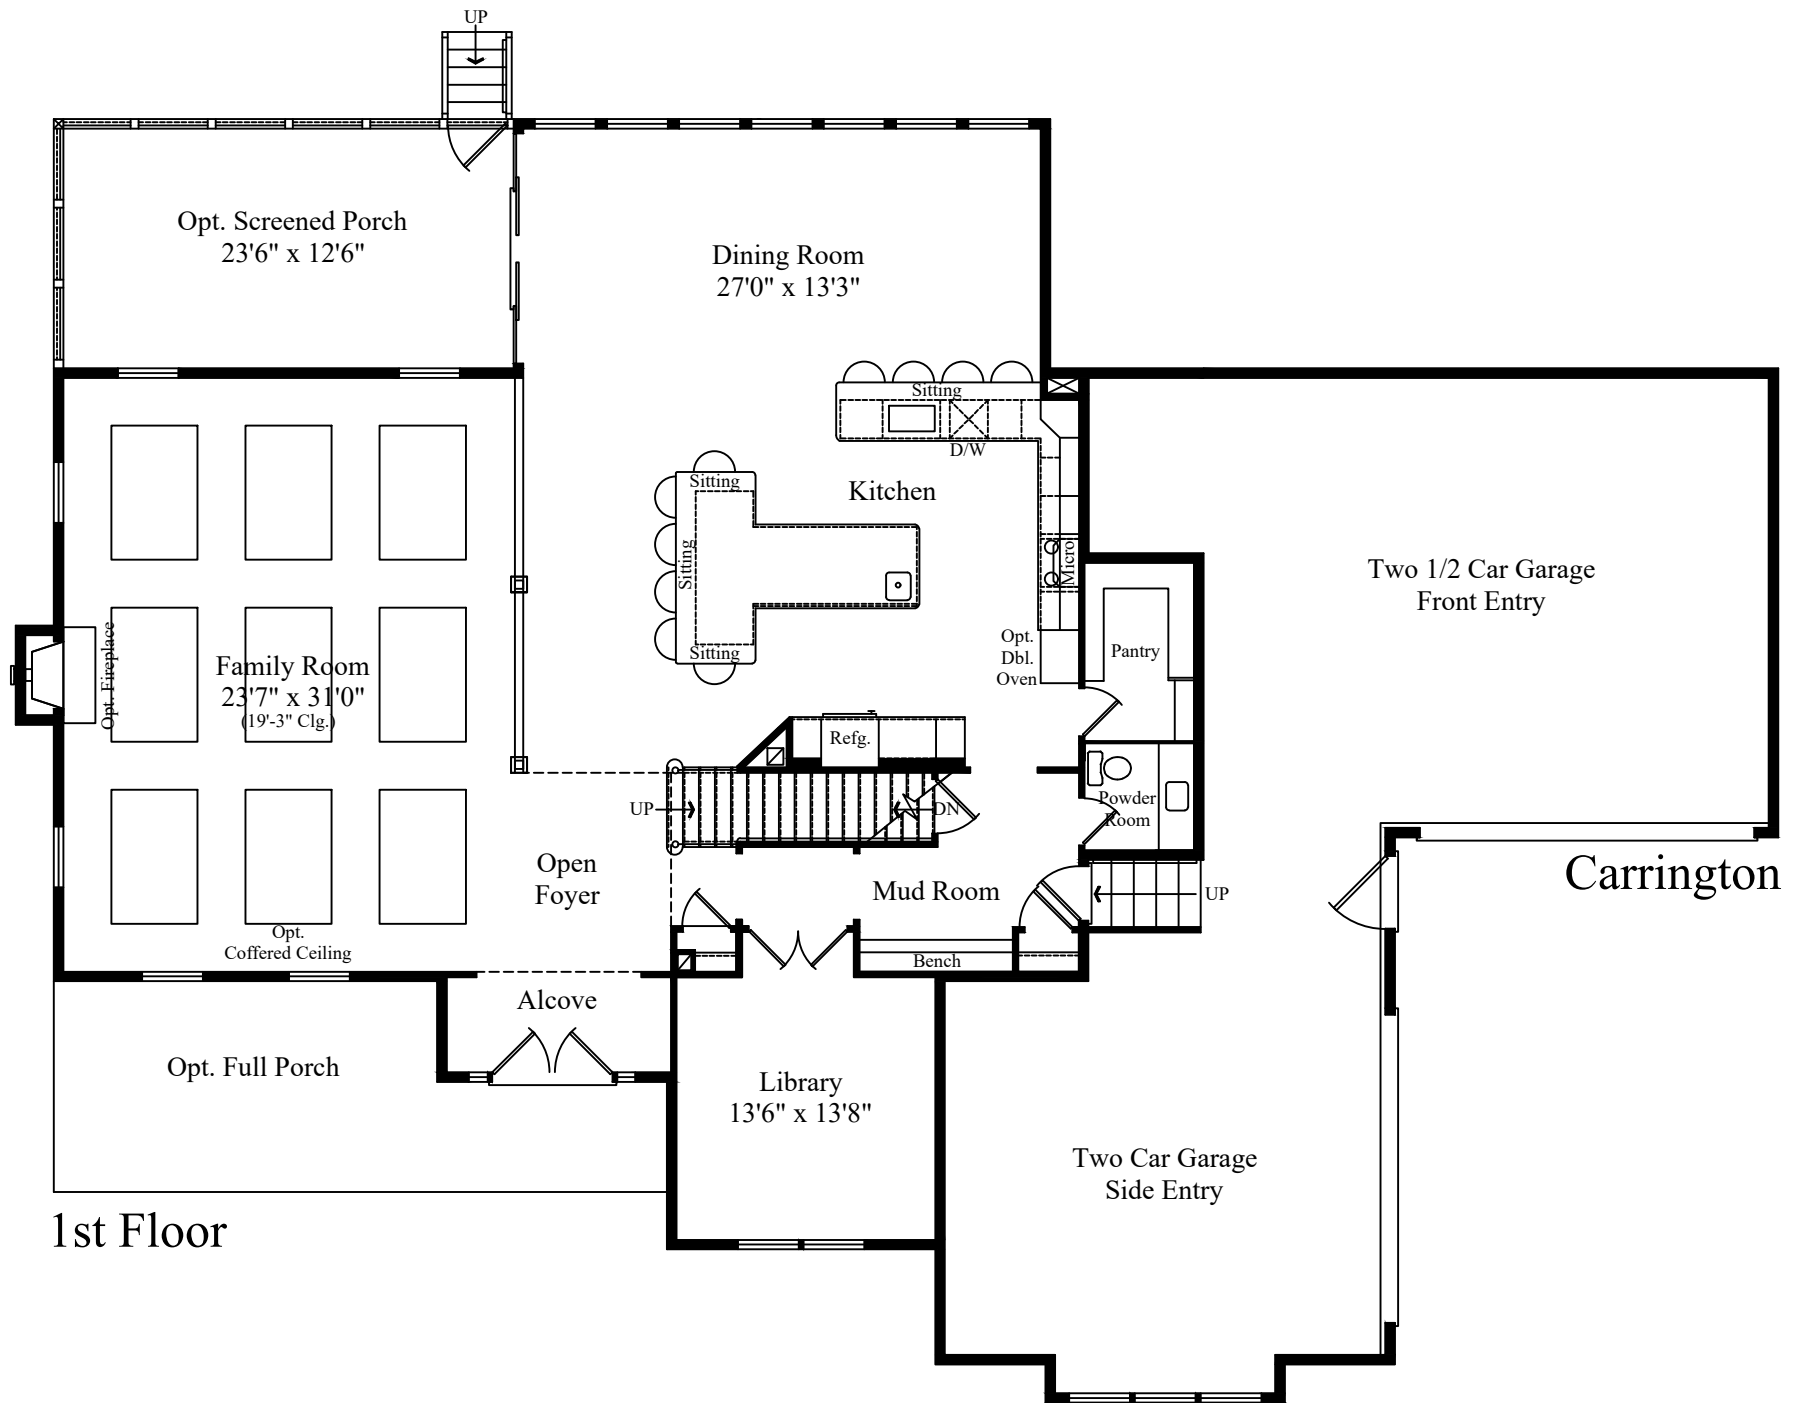 UP
Opt. Screened Porch
23'6" x 12'6"
Dining Room
27'0" x 13'3"
Sitting
D/W
Kitchen
Sitting
Sitting
Sitting
Micro
Opt.
Dbl.
Oven
Pantry
Two 1/2 Car Garage
Front Entry
Opt. Fireplace
Family Room
23'7" x 31'0"
(19'-3" Clg.)
Refg.
UP
DN
Powder
Room
Open
Foyer
Mud Room
UP
Carrington
Opt.
Coffered Ceiling
Bench
Alcove
Opt. Full Porch
Library
13'6" x 13'8"
Two Car Garage
Side Entry
1st Floor